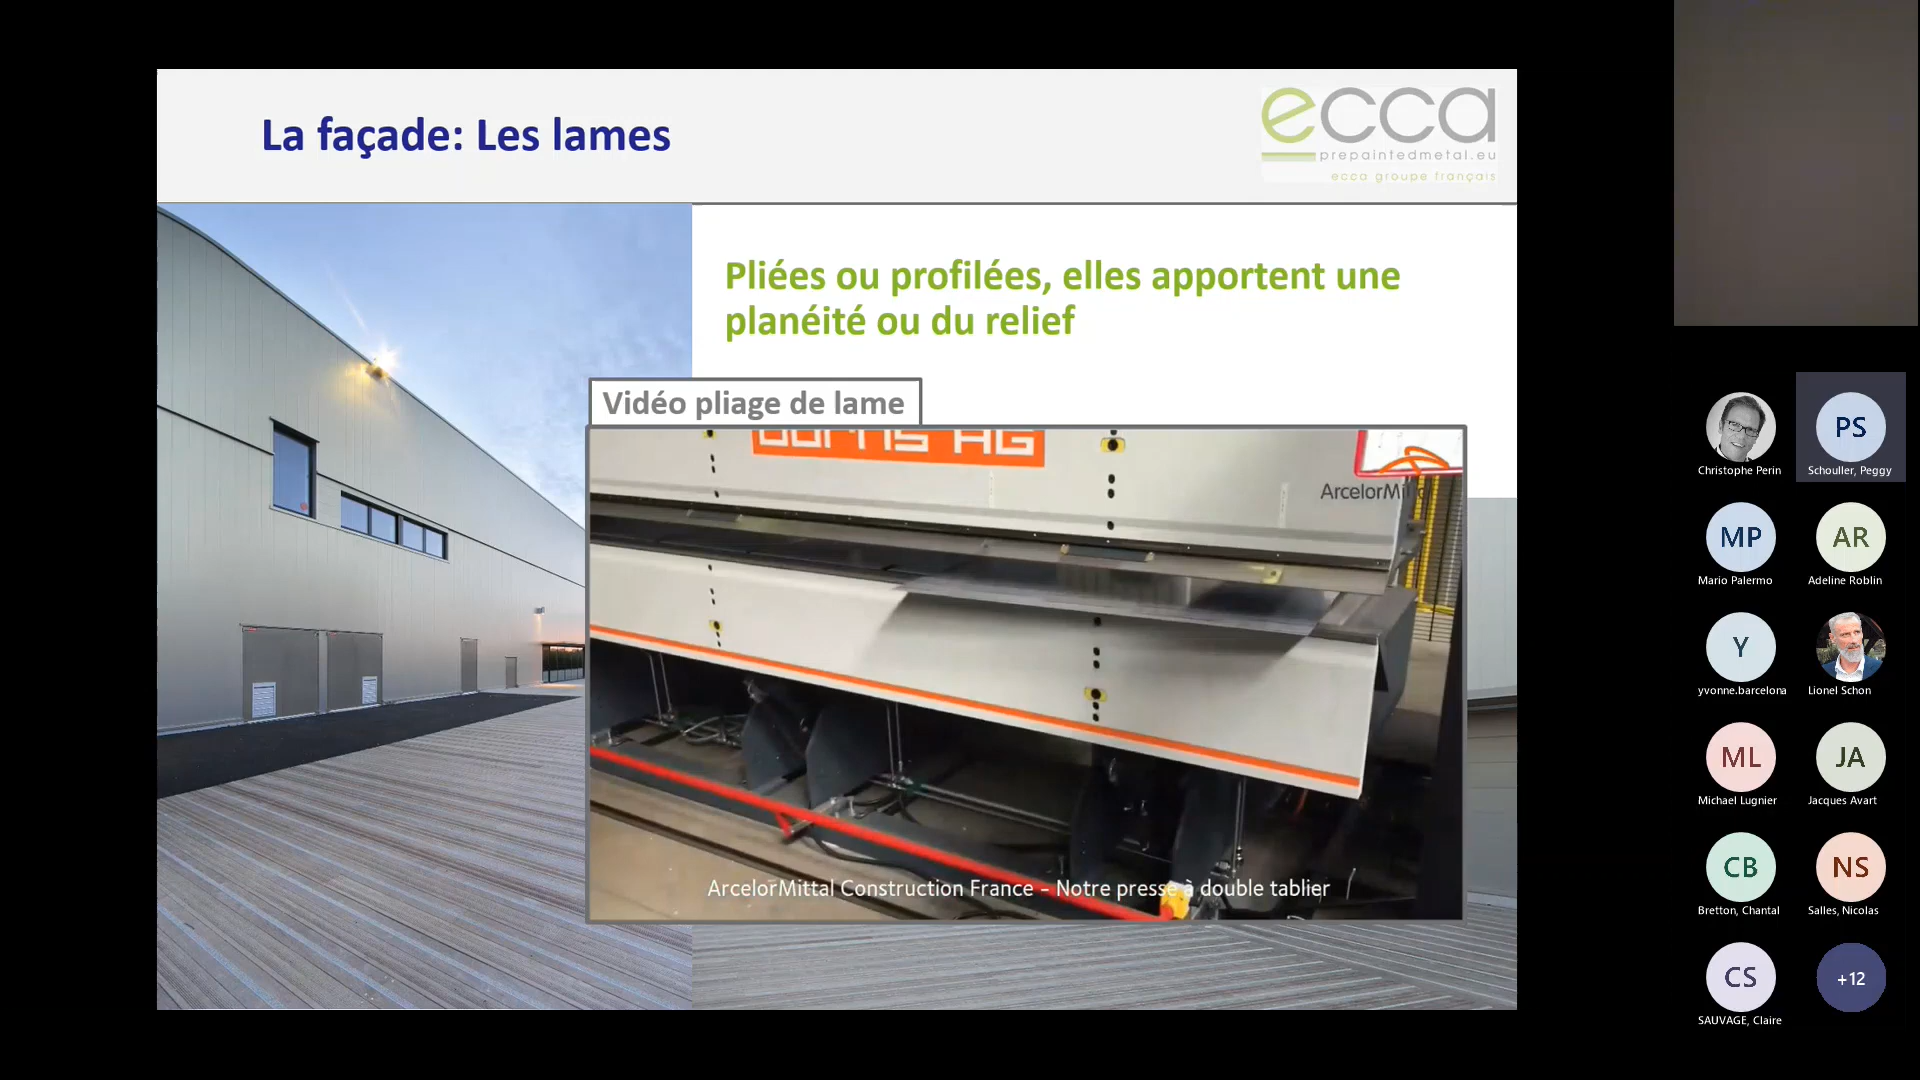 La façade: Les lames
ecca
prepaintedmetal.eu
ecca groupe français
Pliées ou profilées, elles apportent une
planéité ou du relief
Vidéo pliage de lame
AG
ArcelorMi
ArcelorMittal Construction France - Notre presse à double tablier
Christophe Perin
PS
Schouller, Peggy
MP
Mario Palermo
AR
Adeline Roblin
Y
yvonne.barcelona
Lionel Schon
ML
Michael Lugnier
JA
Jacques Avart
CB
Bretton, Chantal
NS
Salles, Nicolas
CS
SAUVAGE, Claire
+12